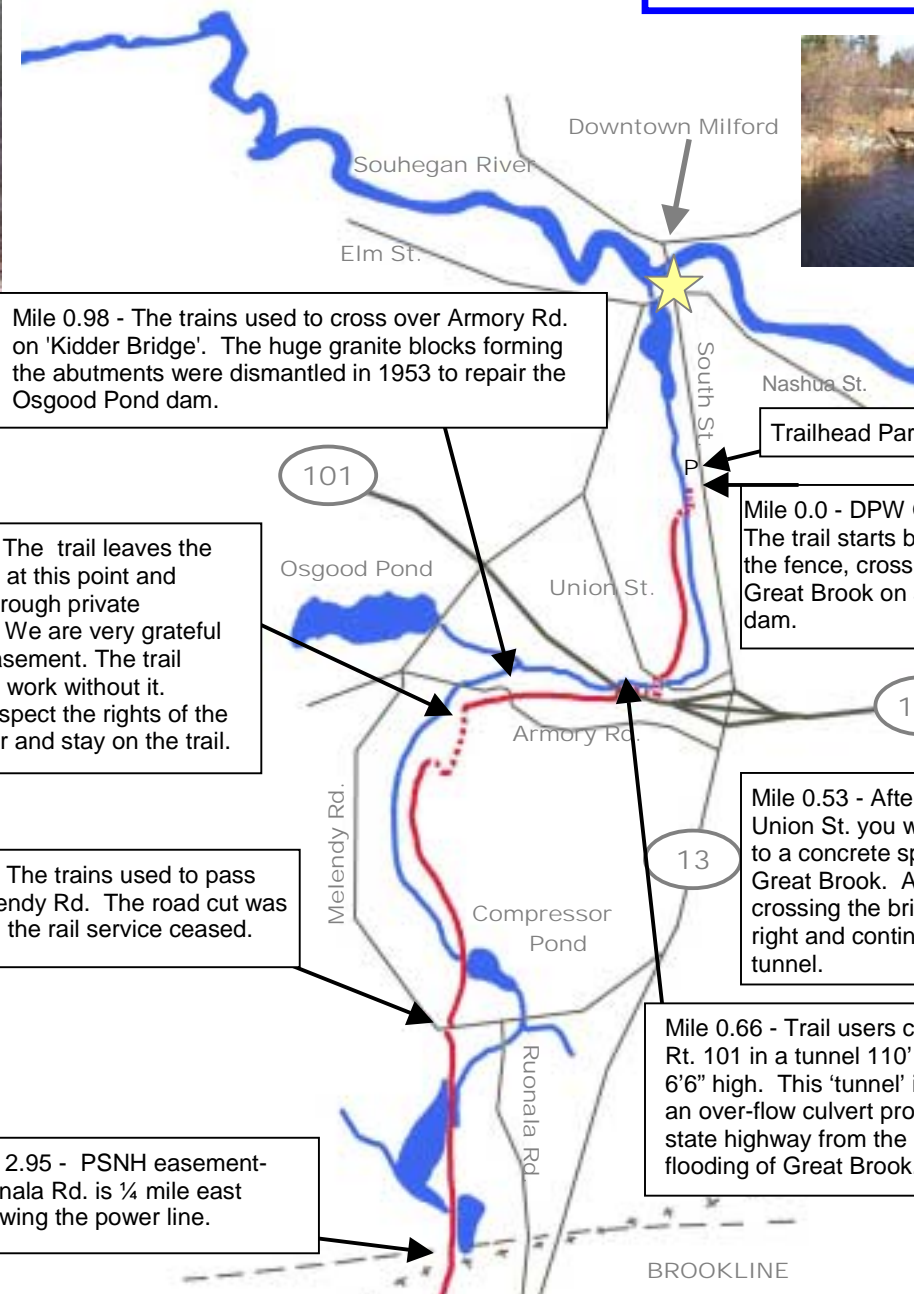 Downtown Milford
Souhegan River
Elm St.
Mile 0.98 - The trains used to cross over Armory Rd.
on 'Kidder Bridge'. The huge granite blocks forming
the abutments were dismantled in 1953 to repair the
Osgood Pond dam.
South St.
Nashua St.
Trailhead Par
P
101
Mile 0.0 - DPW
The trail starts b
the fence, cross
Great Brook on
dam.
The trail leaves the
at this point and
rough private
We are very grateful
asement. The trail
work without it.
spect the rights of the
r and stay on the trail.
Osgood Pond
Union St.
Armory Rd.
1
Melendy Rd.
13
Mile 0.53 - Afte
Union St. you w
to a concrete sp
Great Brook. A
crossing the bri
right and contin
tunnel.
The trains used to pass
endy Rd. The road cut was
the rail service ceased.
Compressor
Pond
Mile 0.66 - Trail users c
Rt. 101 in a tunnel 110'
6'6” high. This ‘tunnel’ i
an over-flow culvert pro
state highway from the
flooding of Great Brook
Ruonala Rd.
2.95 - PSNH easement-
nala Rd. is ¼ mile east
wing the power line.
BROOKLINE